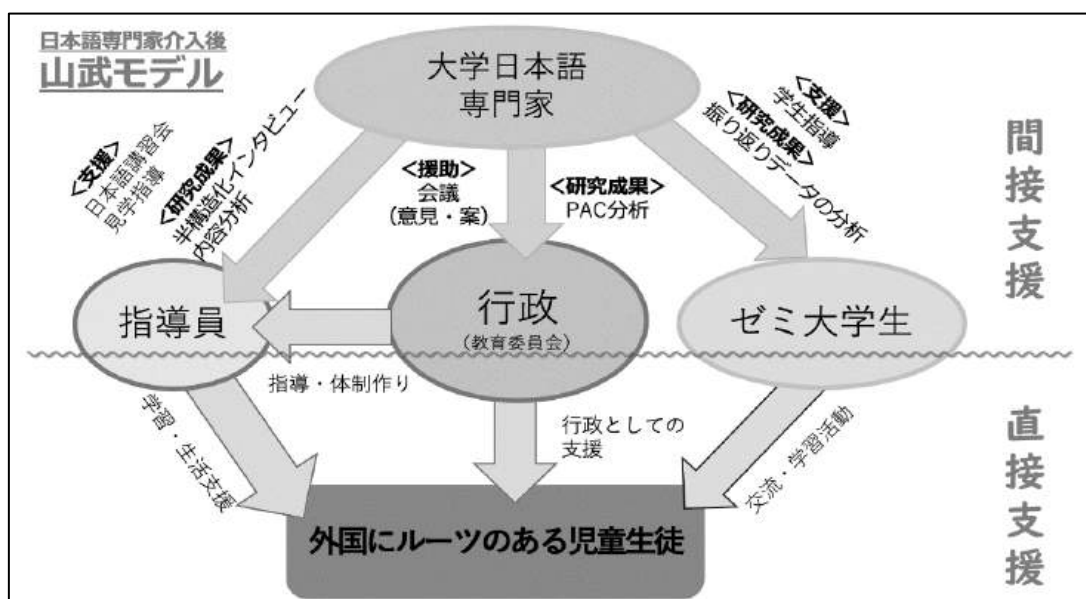 日本語専門家介入後
山武モデル
大学日本語
専門家
<支援>
日本語講習会
見学指導
<研究成果>
半構造化インタビュー
内容分析
<援助>
会議
(意見・案)
<研究成果>
PAC分析
<支援>
学生指導
<研究成果>
振り返りデータの分析
間接支援
指導員
行政
(教育委員会)
ゼミ大学生
指導・体制作り
学習・生活支援
行政としての
支援
交流・学習活動
直接支援
外国にルーツのある児童生徒